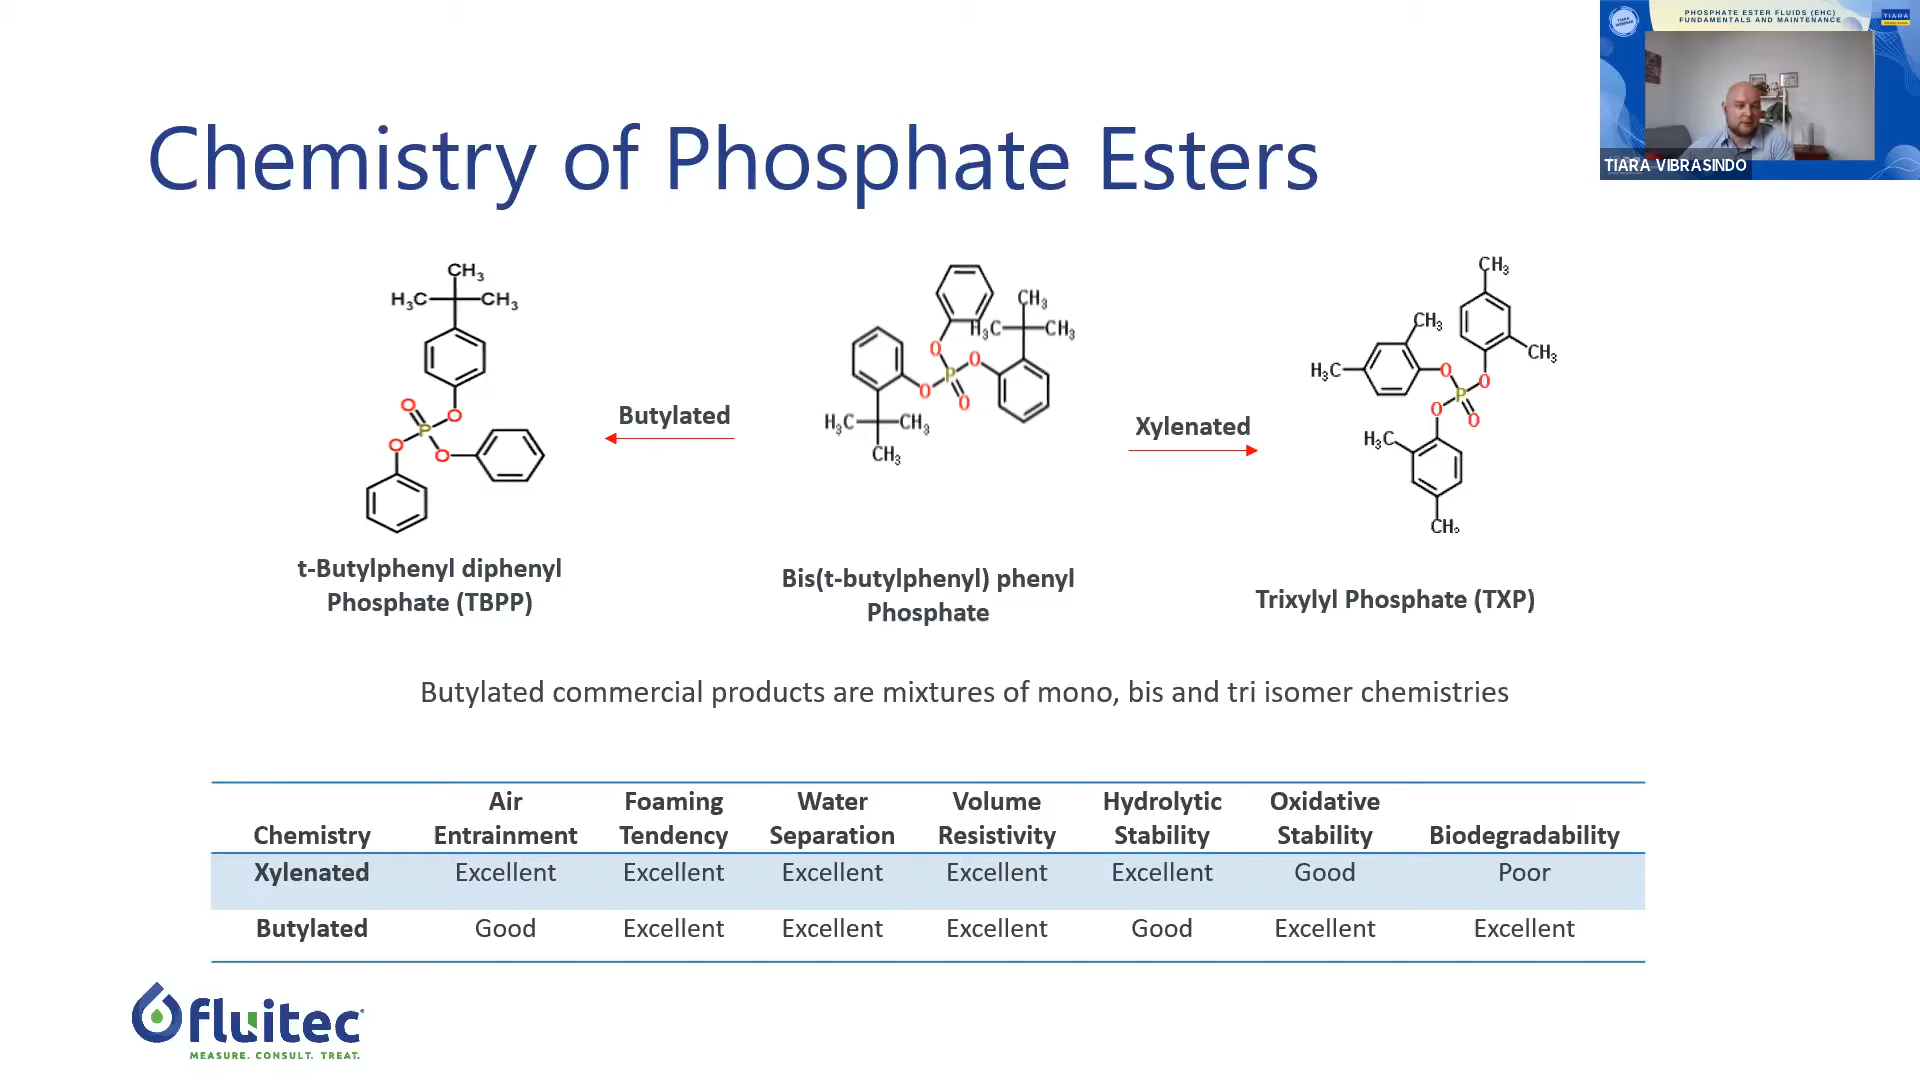 PHOSPHATE ESTER FLUIDS (EHC)
FUNDAMENTALS AND MAINTENANCE
TIARA
TIARA VIBRASINDO
Chemistry of Phosphate Esters
CH₃
H₃C CH₃
O
P
O
O
O
t-Butylphenyl diphenyl
Phosphate (TBPP)
Butylated
CH₃
H₃C CH₃
O
O
P
O
O
H₃C CH₃
CH₃
Bis(t-butylphenyl) phenyl
Phosphate
Xylenated
CH₃
CH₃
CH₃
H₃C
O
O
P
O
O
H₃C
CH₃
Trixylyl Phosphate (TXP)
Butylated commercial products are mixtures of mono, bis and tri isomer chemistries
Chemistry Air Entrainment Foaming Tendency Water Separation Volume Resistivity Hydrolytic Stability Oxidative Stability Biodegradability
Xylenated Excellent Excellent Excellent Excellent Excellent Good Poor
Butylated Good Excellent Excellent Excellent Good Excellent Excellent
fluitec
MEASURE. CONSULT. TREAT.